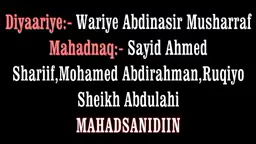 Diyaariye:- Wariye Abdinasir Musharraf
Mahadnaq:- Sayid Ahmed
Shariif,Mohamed Abdirahman,Ruqiyo
Sheikh Abdulahi
MAHADSANIDIIN